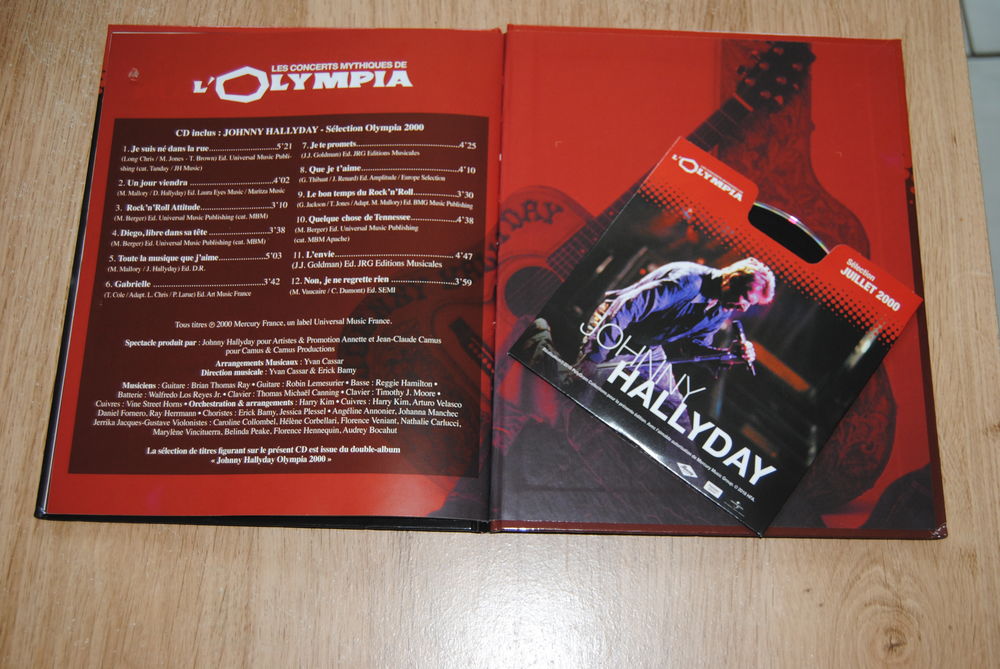 LES CONCERTS MYTHIQUES DE
L'OLYMPIA
CD inclus : JOHNNY HALLYDAY - Sélection Olympia 2000
1. Je suis né dans la rue.....................5'21
(Long Chris / M. Jones - T. Brown) Ed. Universal Music Publi-
shing (cat. Tanday / JH Music)
2. Un jour viendra ..........................4'02
(M. Mallory / D. Hallyday) Ed. Laura Eyes Music / Maritza Music
3. Rock'n'Roll Attitude.....................3'10
(M. Berger) Ed. Universal Music Publishing (cat. MBM)
4. Diego, libre dans sa tête ..................3'38
(M. Berger) Ed. Universal Music Publishing (cat. MBM)
5. Toute la musique que j'aime................5'03
(M. Mallory / J. Hallyday) Ed. D.R.
6. Gabrielle ..................................3'42
(T. Cole / Adapt. L. Chris / P. Larue) Ed. Art Music France
7. Je te promets.................................4'25
(J.J. Goldman) Ed. JRG Editions Musicales
8. Que je t'aime.................................4'10
(G. Thibaut / J. Renard) Ed. Amplitude / Europe Selection
9. Le bon temps du Rock'n'Roll..............3'30
(G. Jackson / T. Jones / Adapt. M. Mallory) Ed. BMG Music Publishing
10. Quelque chose de Tennessee...............4'38
(M. Berger) Ed. Universal Music Publishing
(cat. MBM Apache)
11. L'envie .....................................4'47
(J.J. Goldman) Ed. JRG Editions Musicales
12. Non, je ne regrette rien ....................3'59
(M. Vaucaire / C. Dumont) Ed. SEMI
Tous titres ℗ 2000 Mercury France, un label Universal Music France.
Spectacle produit par : Johnny Hallyday pour Artistes & Promotion Annette et Jean-Claude Camus
pour Camus & Camus Productions
Arrangements Musicaux : Yvan Cassar
Direction musicale : Yvan Cassar & Erick Bamy
Musiciens : Guitare : Brian Thomas Ray • Guitare : Robin Lemesurier • Basse : Reggie Hamilton •
Batterie : Walfredo Los Reyes Jr. • Clavier : Thomas Michaël Canning • Clavier : Timothy J. Moore •
Cuivres : Vine Street Horns • Orchestration & arrangements : Harry Kim • Cuivres : Harry Kim, Arturo Velasco
Daniel Fornero, Ray Herrmann • Choristes : Erick Bamy, Jessica Plessel • Angéline Annonier, Johanna Manchec
Jerrika Jacques-Gustave Violonistes : Caroline Collombel, Hélène Corbellari, Florence Veniant, Nathalie Carlucci,
Marylène Vincituerra, Belinda Peake, Florence Hennequin, Audrey Bocahut
La sélection de titres figurant sur le présent CD est issue du double-album
« Johnny Hallyday Olympia 2000 »
L'OLYMPIA
Sélection
JUILLET 2000
JOHNNY
HALLYDAY